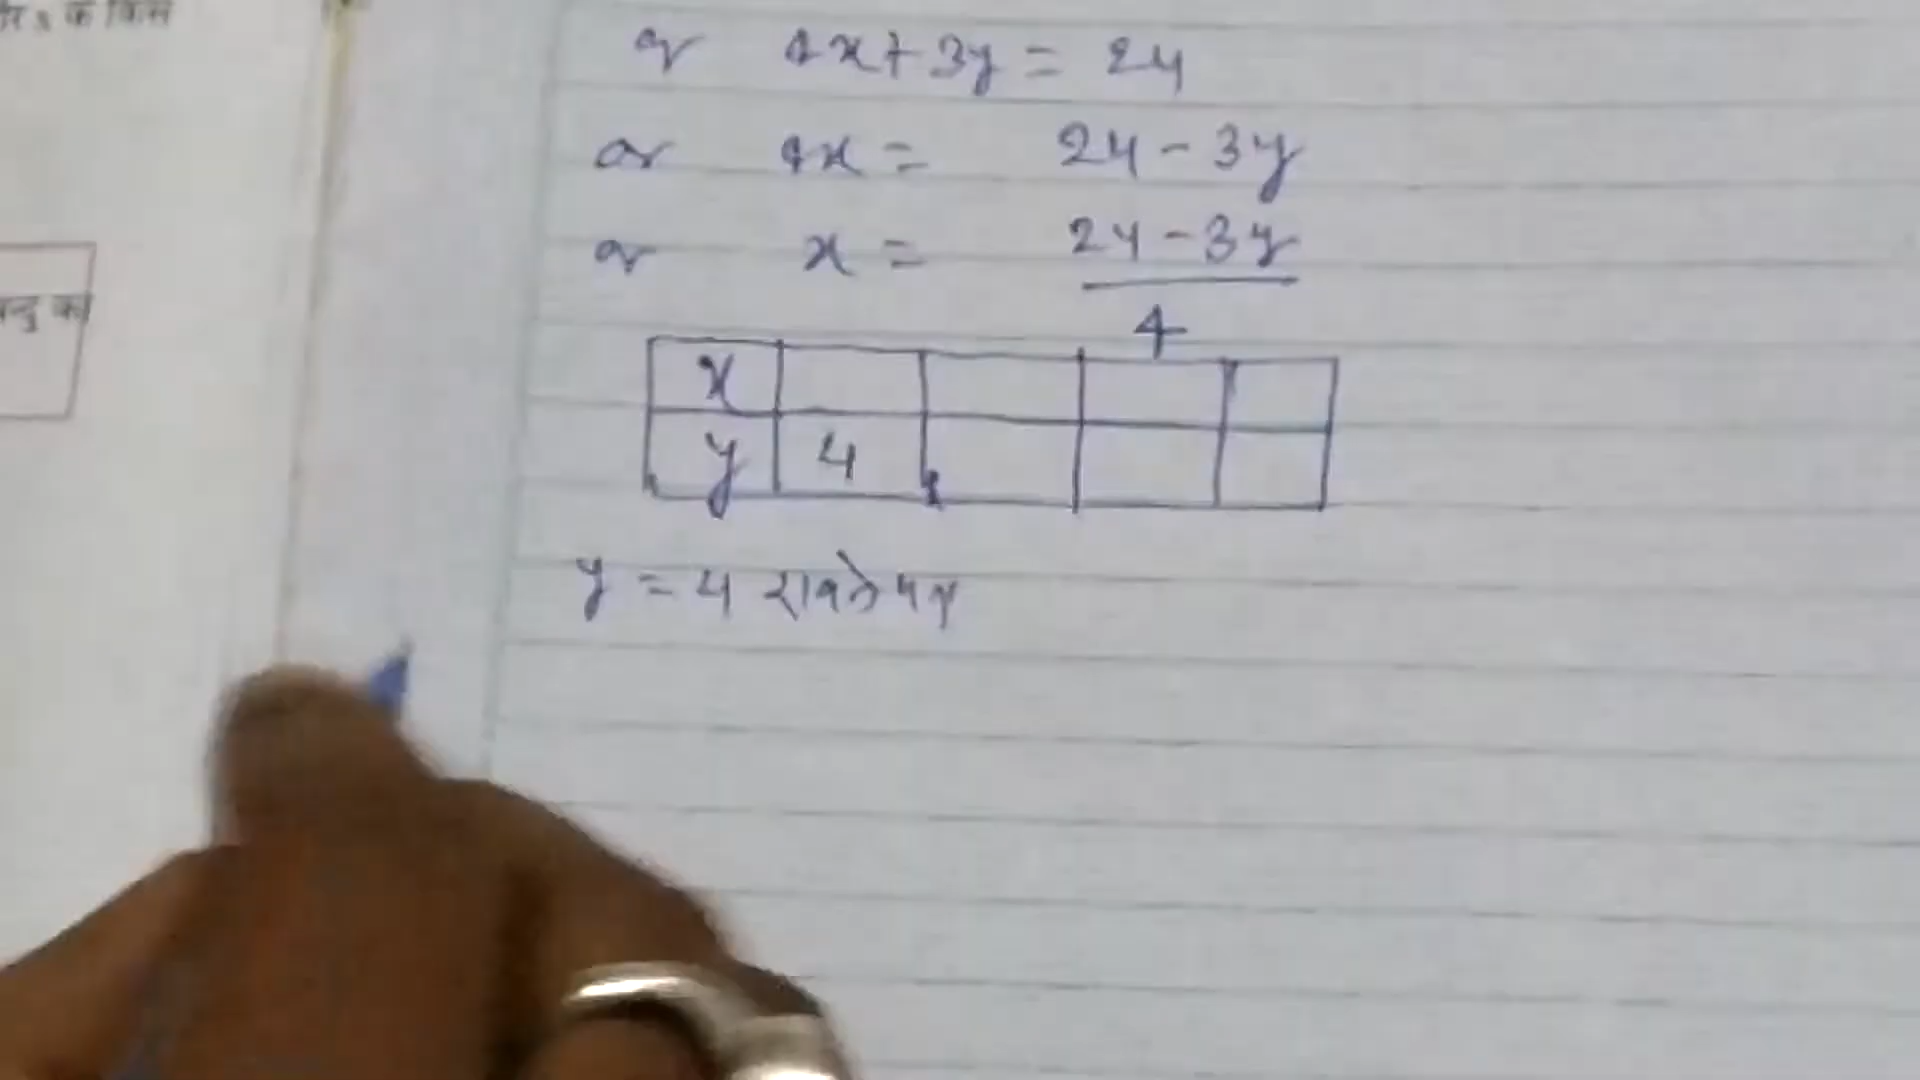 x के किस
न्दु का
or 4x + 3y = 24
or 4x = 24 - 3y
or x = 24 - 3y
4
x
y 4
y = 4 रखने पर